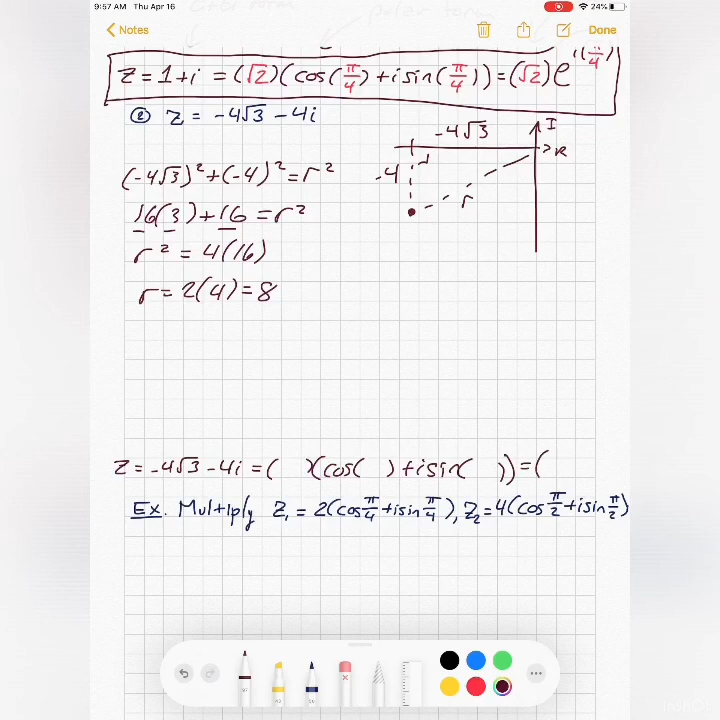 9:57 AM Thu Apr 16
24%
Notes
Done
z = 1+i = (√2)(cos(π/4) + i sin(π/4)) = (√2)e^(i(π/4))
② z = -4√3 - 4i
-4√3
I
R
-4
r
(-4√3)² + (-4)² = r²
16(3) + 16 = r²
r² = 4(16)
r = 2(4) = 8
z = -4√3 - 4i = (   )(cos(   ) + i sin(   )) = (
Ex. Multiply z₁ = 2(cos π/4 + i sin π/4), z₂ = 4(cos π/2 + i sin π/2)
97